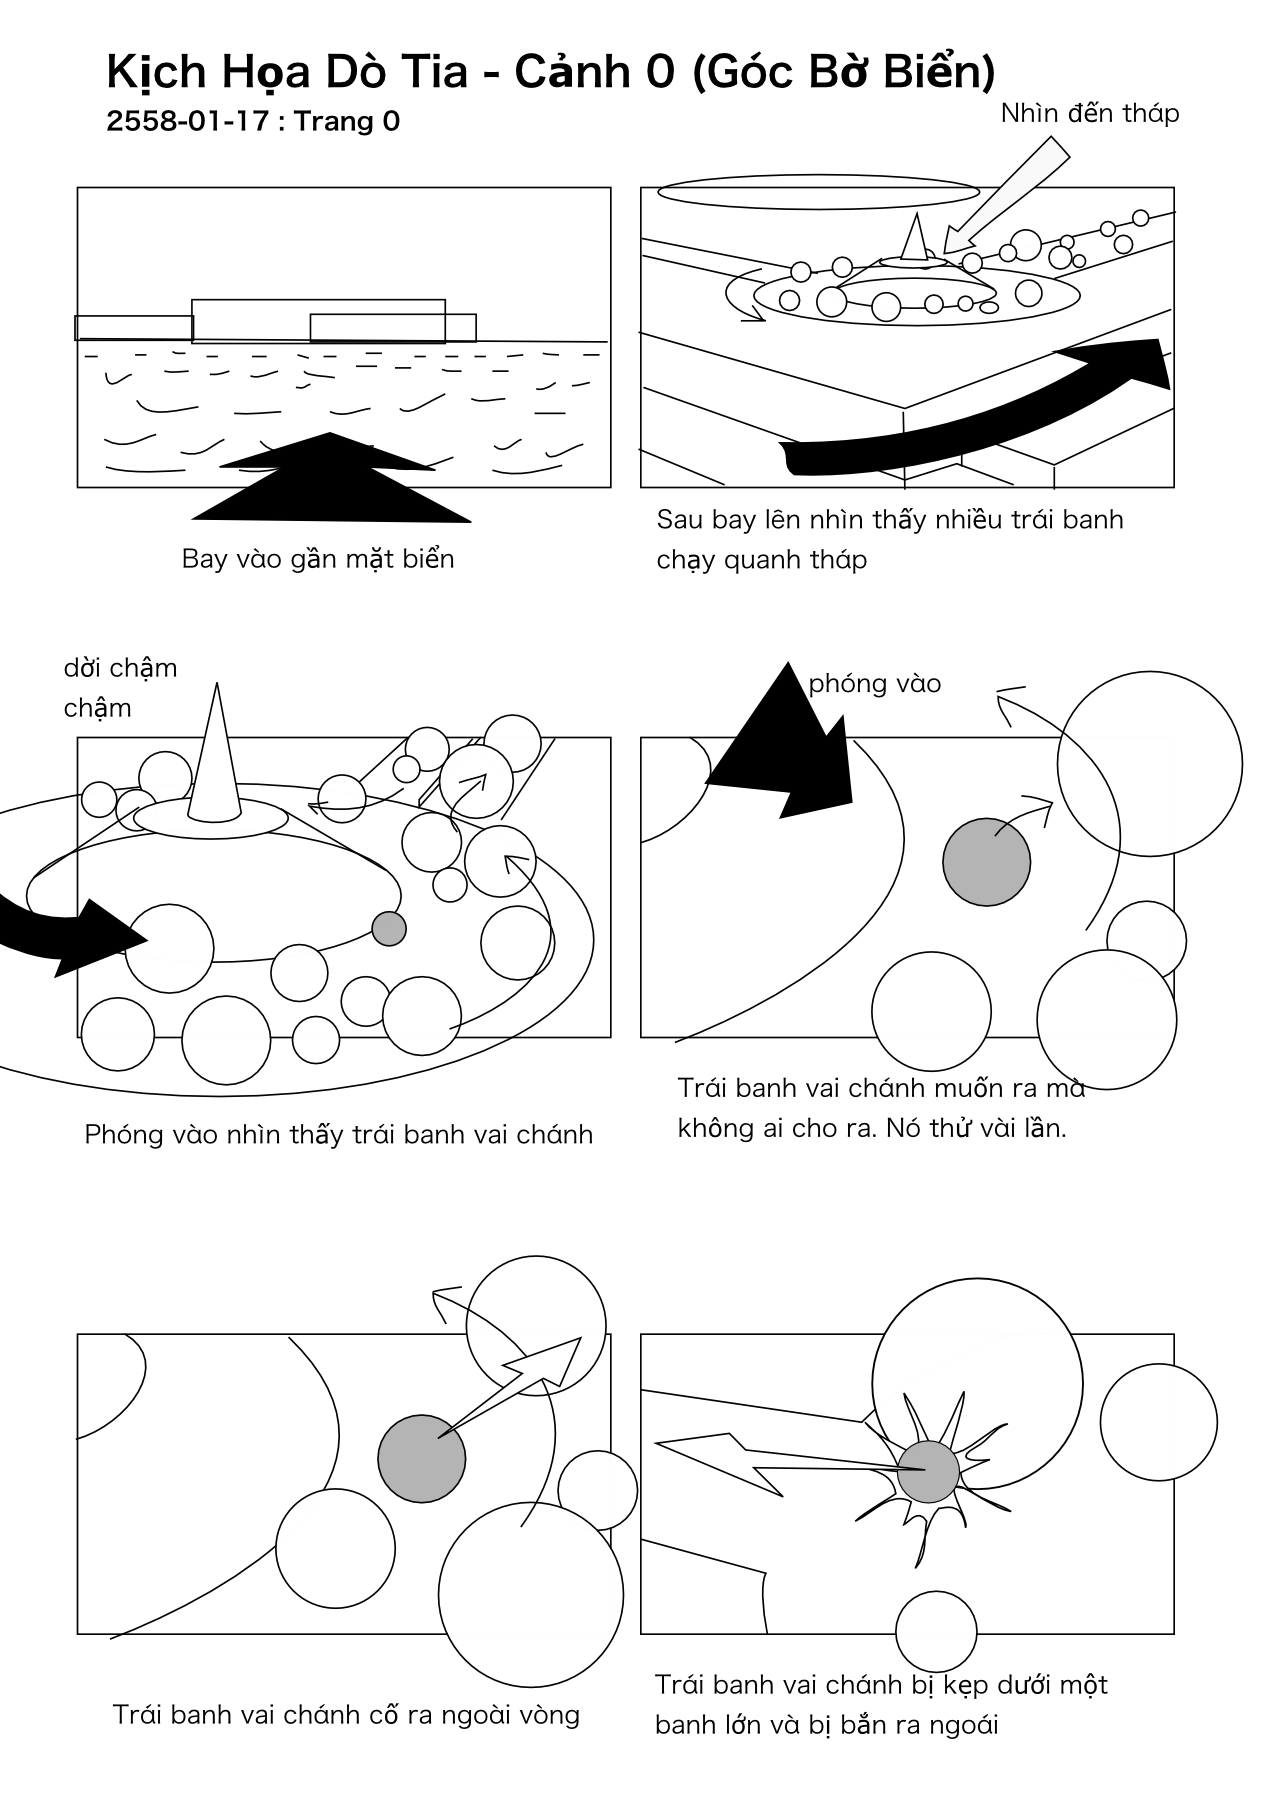 Kịch Họa Dò Tia - Cảnh 0 (Góc Bờ Biển)
2558-01-17 : Trang 0
Nhìn đến tháp
Bay vào gần mặt biển
Sau bay lên nhìn thấy nhiều trái banh
chạy quanh tháp
dời chậm
chậm
phóng vào
Phóng vào nhìn thấy trái banh vai chánh
Trái banh vai chánh muốn ra mà
không ai cho ra. Nó thử vài lần.
Trái banh vai chánh cố ra ngoài vòng
Trái banh vai chánh bị kẹp dưới một
banh lớn và bị bắn ra ngoái